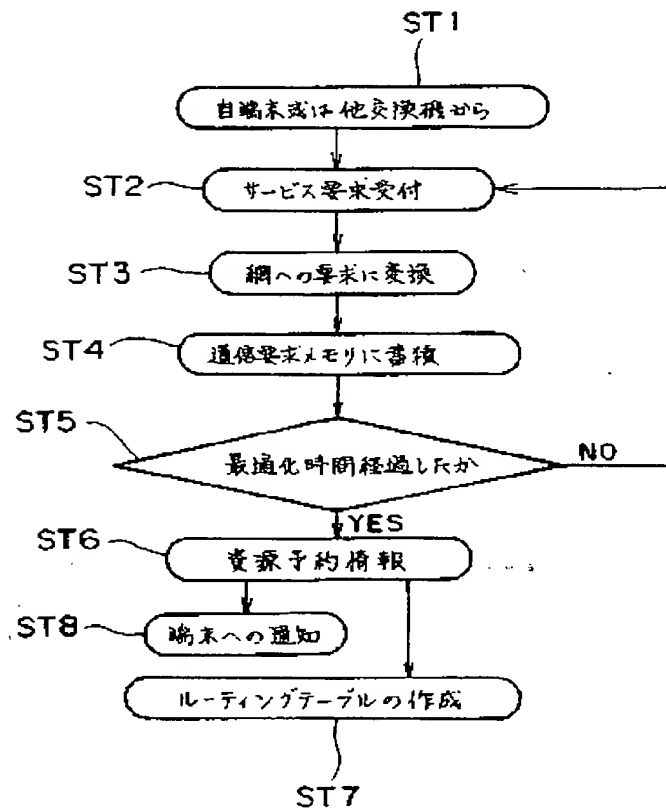 ST1
自端末或は他交換機から
ST2
サービス要求受付
ST3
網への要求に変換
ST4
通信要求メモリに蓄積
ST5
最適化時間経過したか
NO
YES
ST6
資源予約情報
ST8
端末への通知
ルーティングテーブルの作成
ST7